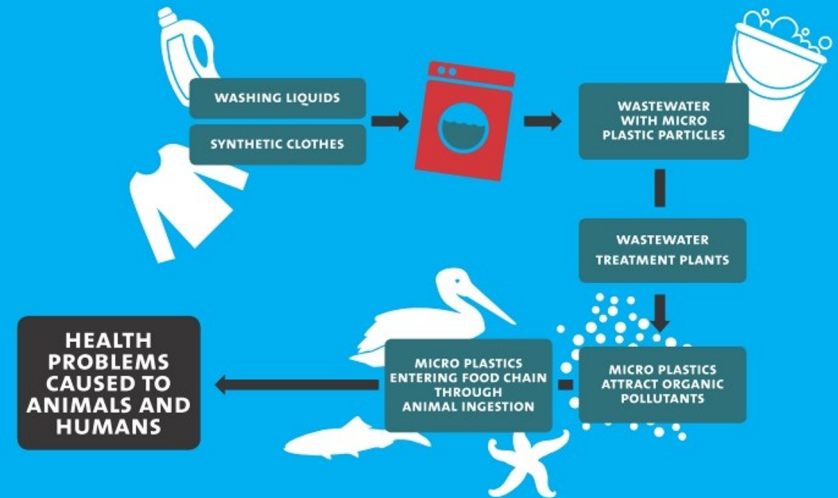 WASHING LIQUIDS
SYNTHETIC CLOTHES
WASTEWATER
WITH MICRO
PLASTIC PARTICLES
WASTEWATER
TREATMENT PLANTS
MICRO PLASTICS
ATTRACT ORGANIC
POLLUTANTS
MICRO PLASTICS
ENTERING FOOD CHAIN
THROUGH
ANIMAL INGESTION
HEALTH
PROBLEMS
CAUSED TO
ANIMALS AND
HUMANS